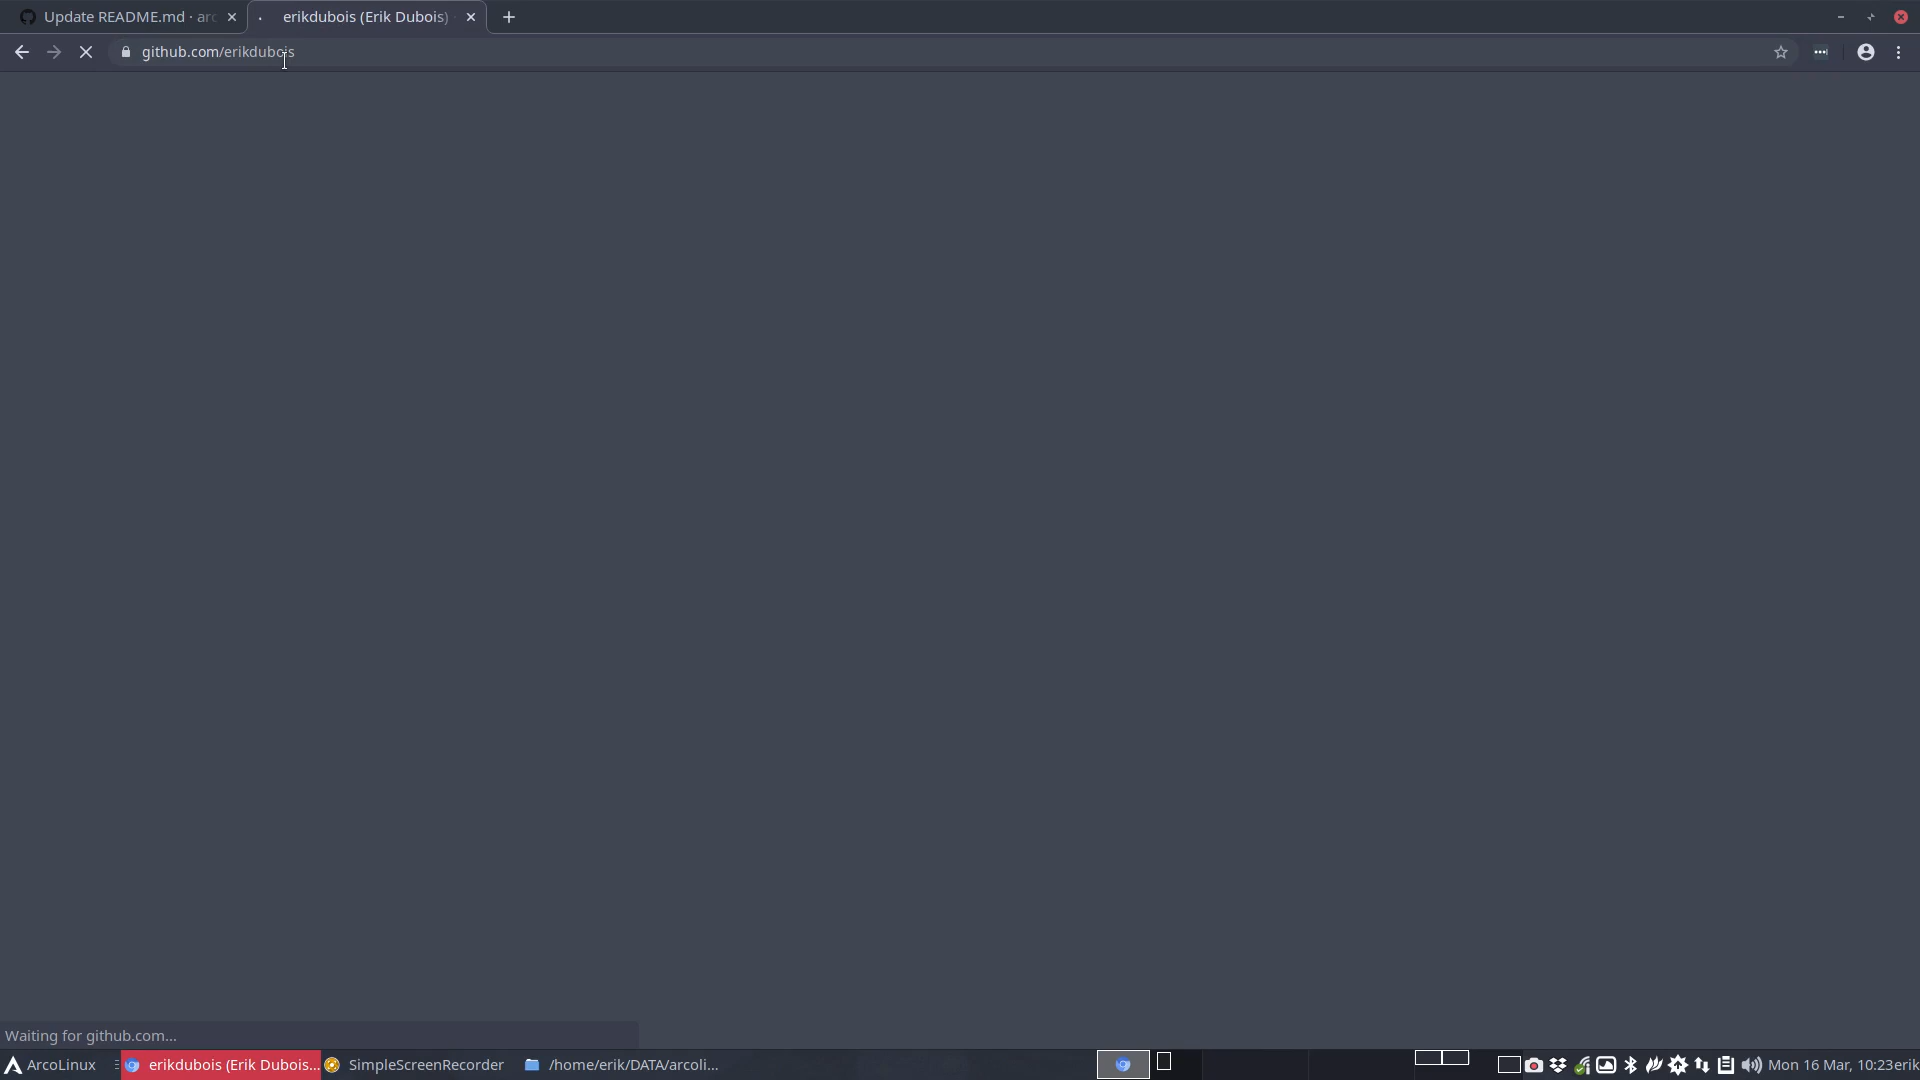 Update README.md · arc
erikdubois (Erik Dubois)
github.com/erikdubois
Waiting for github.com...
ArcoLinux
erikdubois (Erik Dubois...
SimpleScreenRecorder
/home/erik/DATA/arcoli...
Mon 16 Mar, 10:23erik